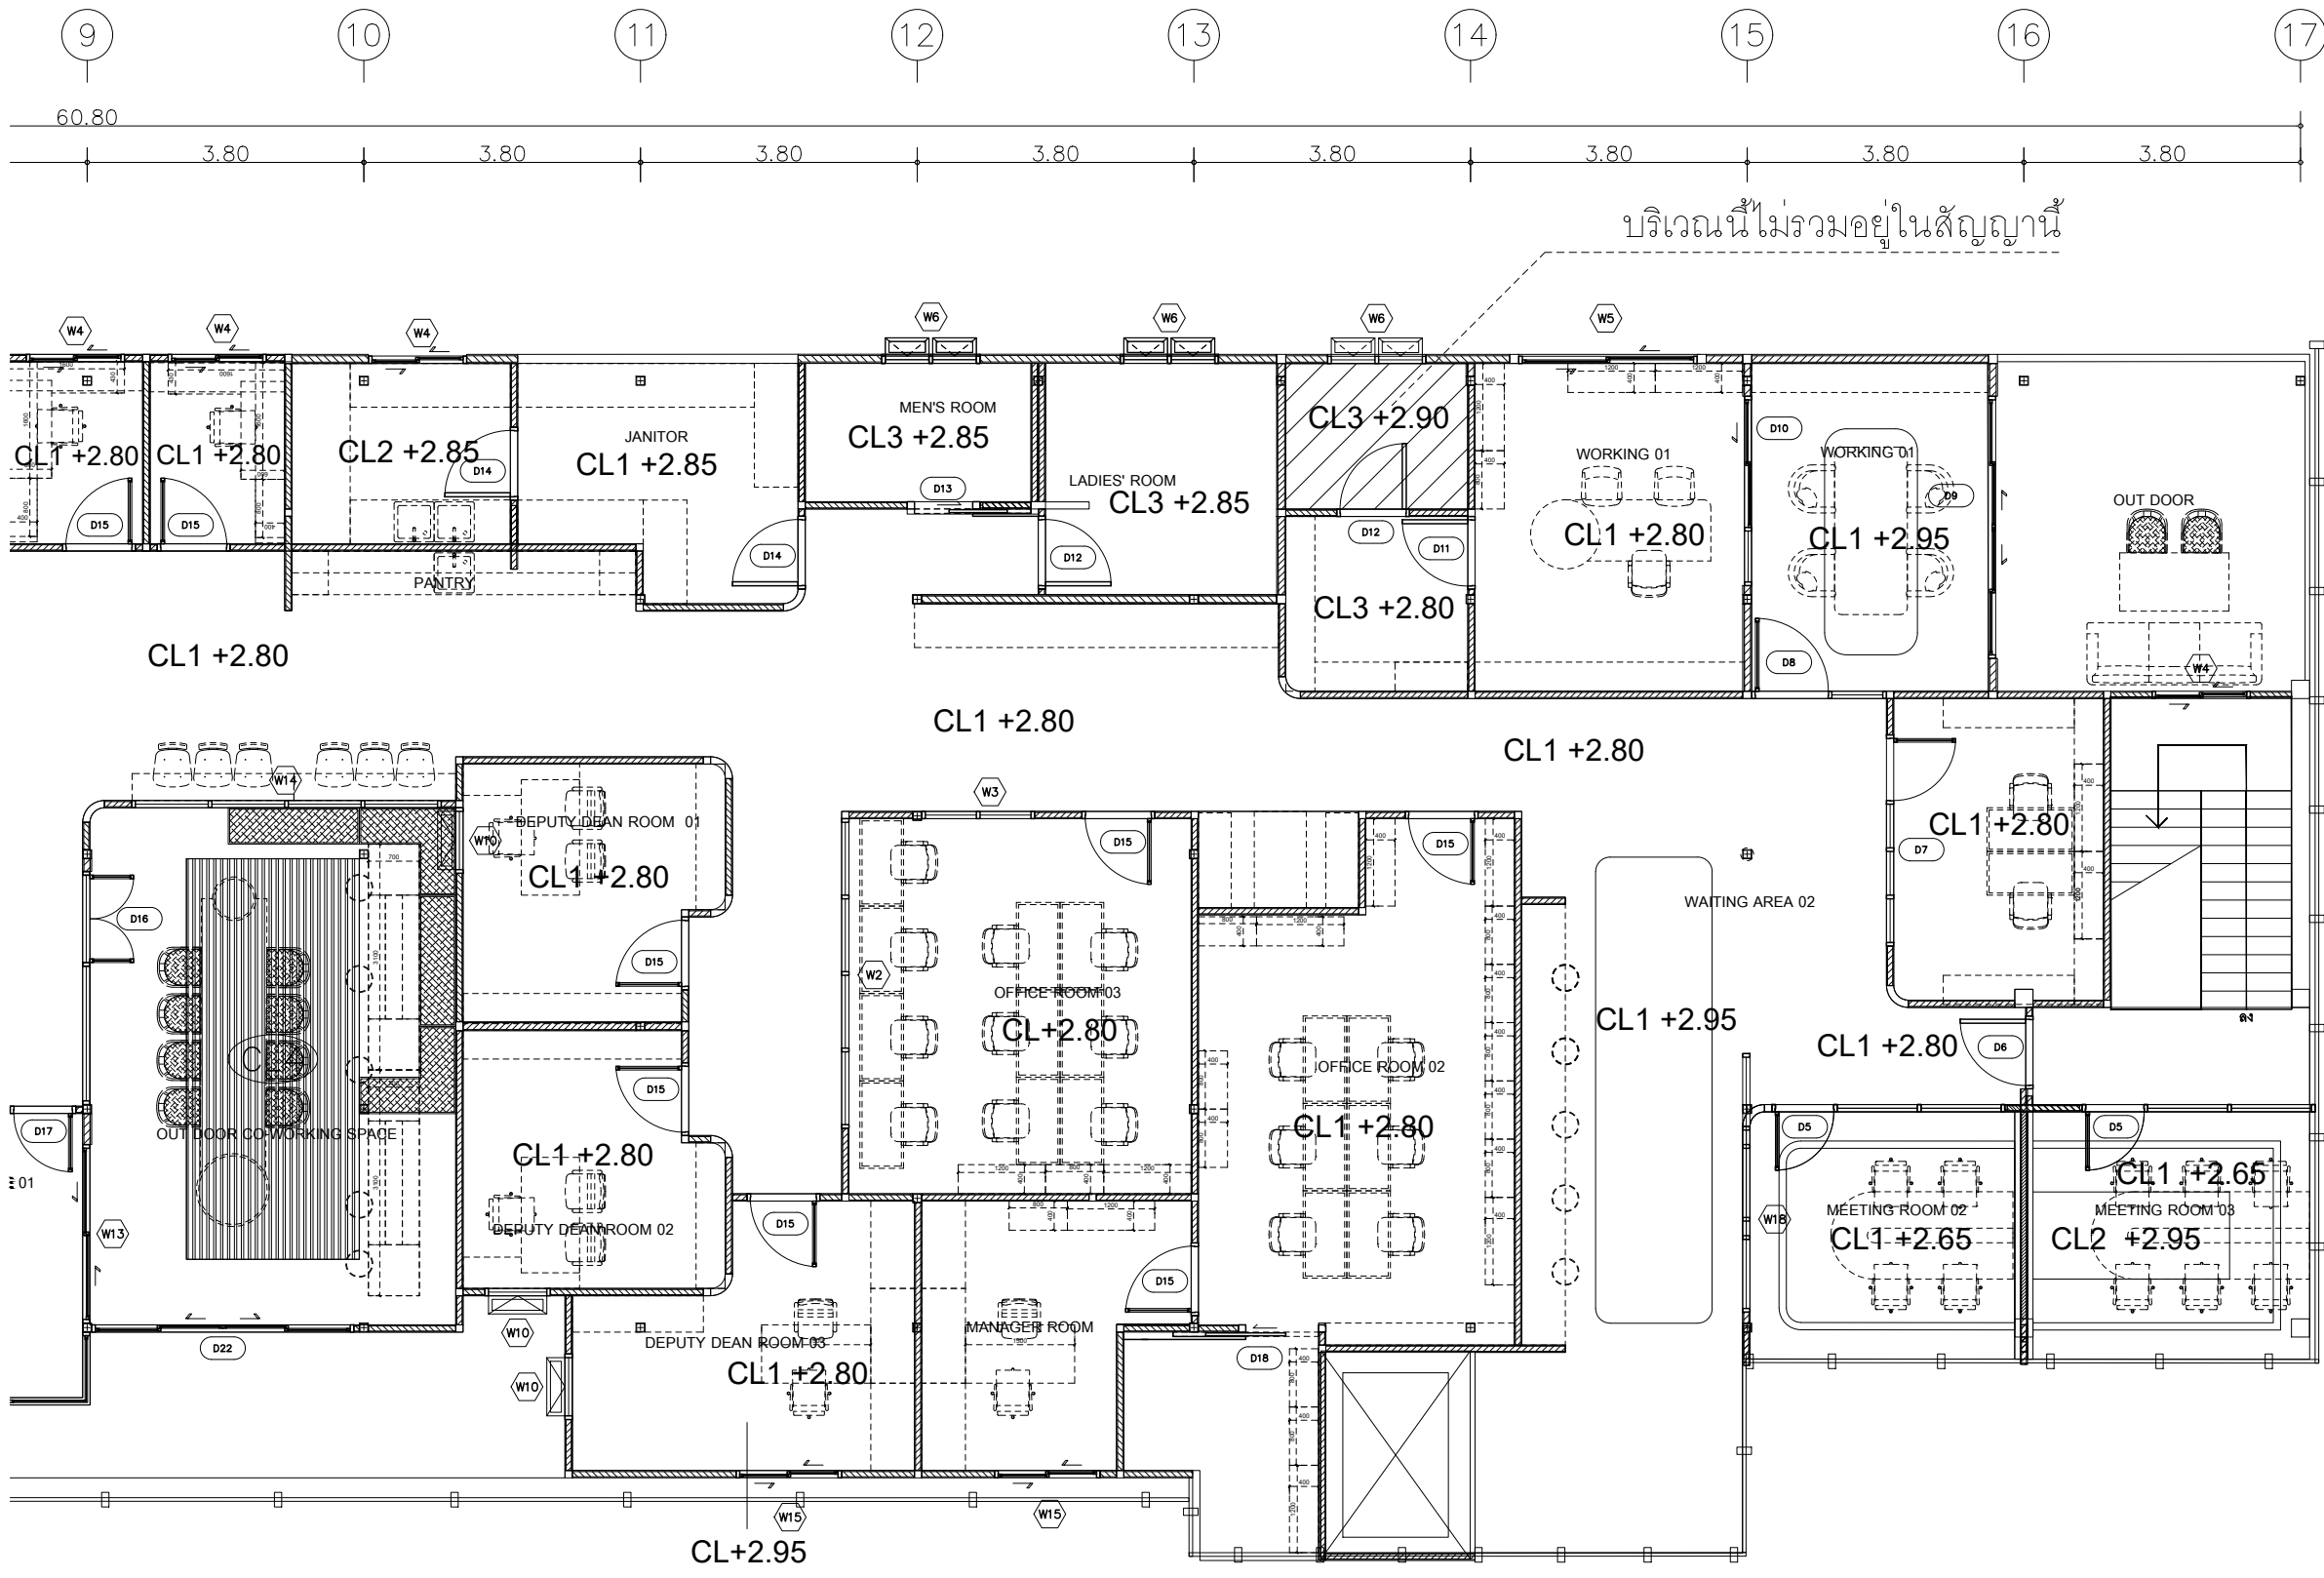 9 10 11 12 13 14 15 16 17
60.80
3.80 3.80 3.80 3.80 3.80 3.80 3.80 3.80
บริเวณนี้ไม่รวมอยู่ในสัญญานี้
W4 W4 W4 W6 W6 W6 W5
MEN'S ROOM
CL3 +2.85
CL3 +2.90
JANITOR
CL1 +2.85
CL1 +2.80
CL1 +2.80
CL2 +2.85
D14
D10
WORKING 01
WORKING 01
LADIES' ROOM
CL3 +2.85
D13
D9
OUT DOOR
D15
D15
D14
D12
D12
D11
CL1 +2.80
CL1 +2.95
PANTRY
CL3 +2.80
CL1 +2.80
D8
W4
CL1 +2.80
CL1 +2.80
W14
W3
DEPUTY DEAN ROOM 01
W10
CL1 +2.80
D15
D15
CL1 +2.80
D7
D16
WAITING AREA 02
D15
W2
OFFICE ROOM 03
CL+2.80
CL1 +2.95
ลง
CL1 +2.80
D6
OFFICE ROOM 02
CL1 +2.80
D15
D17
OUT DOOR CO-WORKING SPACE
D5
D5
CL1 +2.80
01
CL1 +2.65
MEETING ROOM 02
MEETING ROOM 03
W18
CL1 +2.65
CL2 +2.95
W13
DEPUTY DEAN ROOM 02
D15
D15
MANAGER ROOM
W10
D22
DEPUTY DEAN ROOM 03
D18
CL1 +2.80
W10
W15
W15
CL+2.95